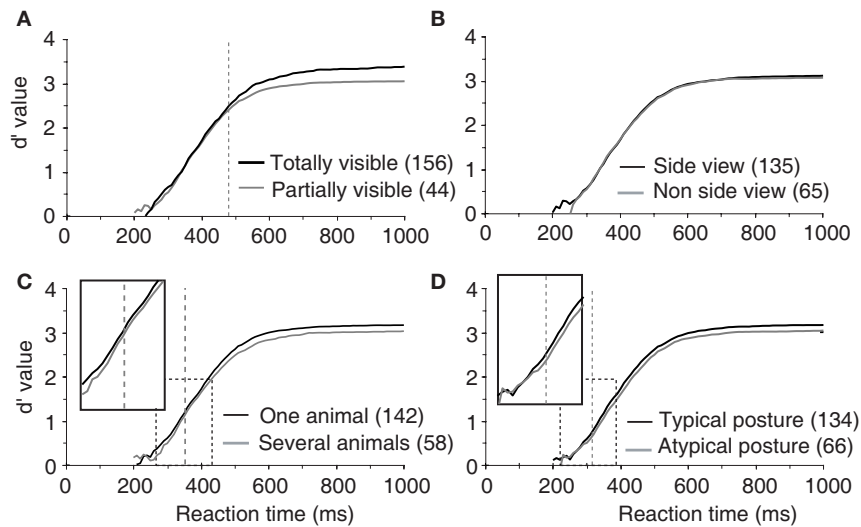 A
4
3
2
1
0
d' value
Totally visible (156)
Partially visible (44)
0 200 400 600 800 1000
B
4
3
2
1
0
Side view (135)
Non side view (65)
0 200 400 600 800 1000
C
4
3
2
1
0
d' value
One animal (142)
Several animals (58)
0 200 400 600 800 1000
Reaction time (ms)
D
4
3
2
1
0
Typical posture (134)
Atypical posture (66)
0 200 400 600 800 1000
Reaction time (ms)